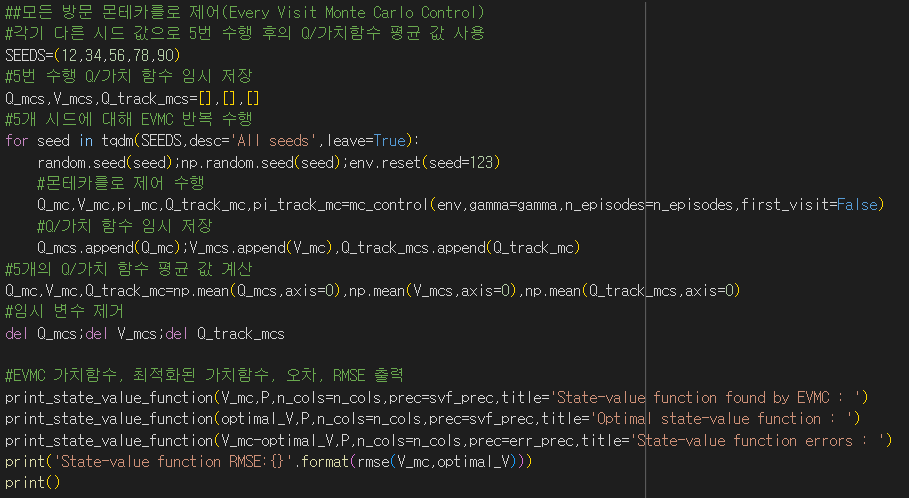 ##모든 방문 몬테카를로 제어(Every Visit Monte Carlo Control)
#각기 다른 시드 값으로 5번 수행 후의 Q/가치함수 평균 값 사용
SEEDS=(12,34,56,78,90)
#5번 수행 Q/가치 함수 임시 저장
Q_mcs,V_mcs,Q_track_mcs=[],[],[]
#5개 시드에 대해 EVMC 반복 수행
for seed in tqdm(SEEDS,desc='All seeds',leave=True):
    random.seed(seed);np.random.seed(seed);env.reset(seed=123)
    #몬테카를로 제어 수행
    Q_mc,V_mc,pi_mc,Q_track_mc,pi_track_mc=mc_control(env,gamma=gamma,n_episodes=n_episodes,first_visit=False)
    #Q/가치 함수 임시 저장
    Q_mcs.append(Q_mc);V_mcs.append(V_mc),Q_track_mcs.append(Q_track_mc)
#5개의 Q/가치 함수 평균 값 계산
Q_mc,V_mc,Q_track_mc=np.mean(Q_mcs,axis=0),np.mean(V_mcs,axis=0),np.mean(Q_track_mcs,axis=0)
#임시 변수 제거
del Q_mcs;del V_mcs;del Q_track_mcs
#EVMC 가치함수, 최적화된 가치함수, 오차, RMSE 출력
print_state_value_function(V_mc,P,n_cols=n_cols,prec=svf_prec,title='State-value function found by EVMC : ')
print_state_value_function(optimal_V,P,n_cols=n_cols,prec=svf_prec,title='Optimal state-value function : ')
print_state_value_function(V_mc-optimal_V,P,n_cols=n_cols,prec=err_prec,title='State-value function errors : ')
print('State-value function RMSE:{}'.format(rmse(V_mc,optimal_V)))
print()